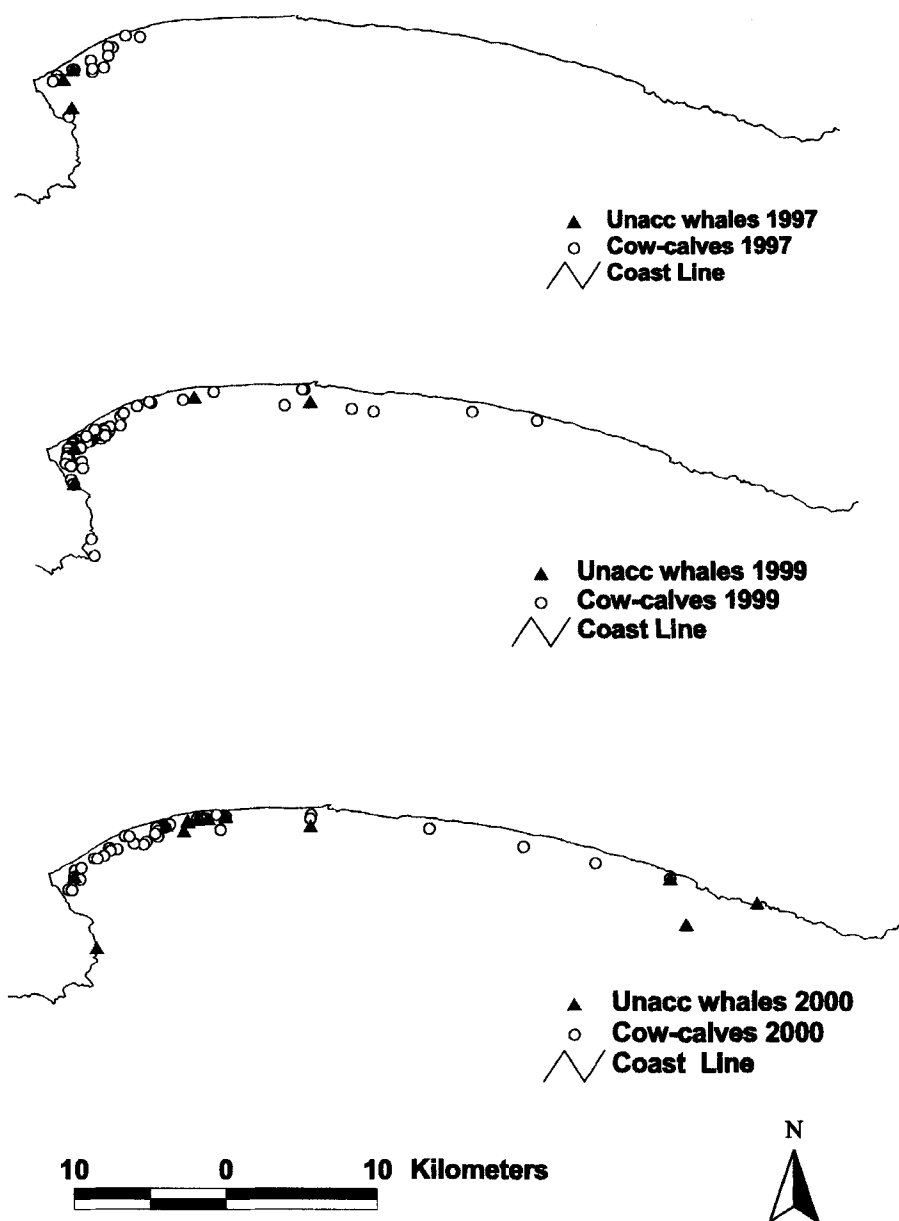 Unacc whales 1997
Cow-calves 1997
Coast Line
Unacc whales 1999
Cow-calves 1999
Coast Line
Unacc whales 2000
Cow-calves 2000
Coast Line
10 0 10 Kilometers
N